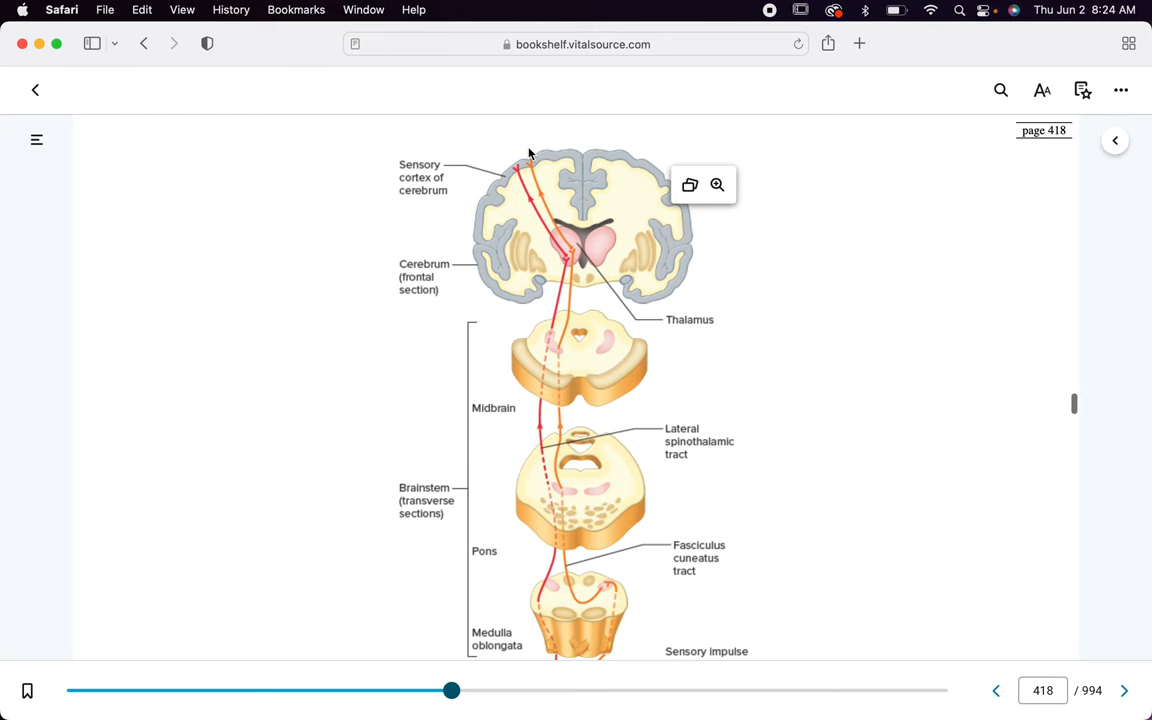 Safari File Edit View History Bookmarks Window Help Thu Jun 2 8:24 AM
bookshelf.vitalsource.com
AA
page 418
Sensory
cortex of
cerebrum
Cerebrum
(frontal
section)
Thalamus
Midbrain
Lateral
spinothalamic
tract
Brainstem
(transverse
sections)
Pons
Fasciculus
cuneatus
tract
Medulla
oblongata
Sensory impulse
418 / 994